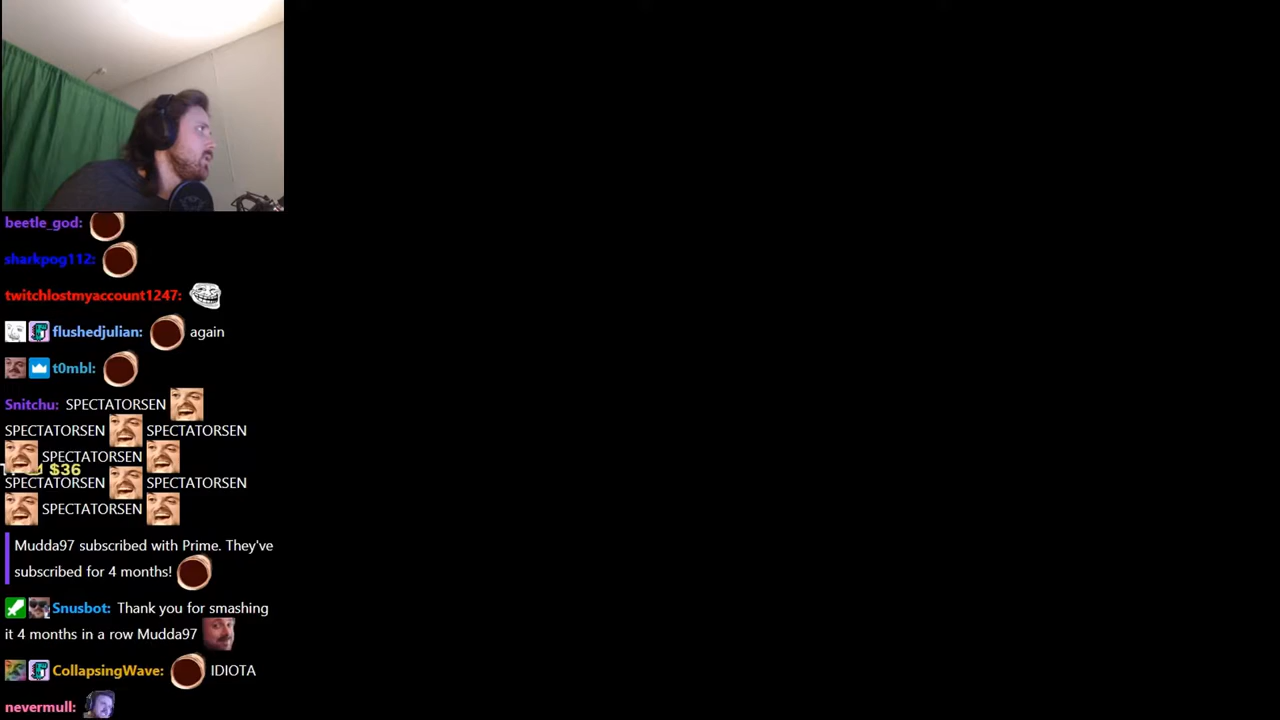 beetle_god:
sharkpog112:
twitchlostmyaccount1247:
flushedjulian: again
t0mbl:
Snitchu: SPECTATORSEN
SPECTATORSEN SPECTATORSEN
SPECTATORSEN
$36
SPECTATORSEN SPECTATORSEN
SPECTATORSEN
Mudda97 subscribed with Prime. They've
subscribed for 4 months!
Snusbot: Thank you for smashing
it 4 months in a row Mudda97
CollapsingWave: IDIOTA
nevermull: